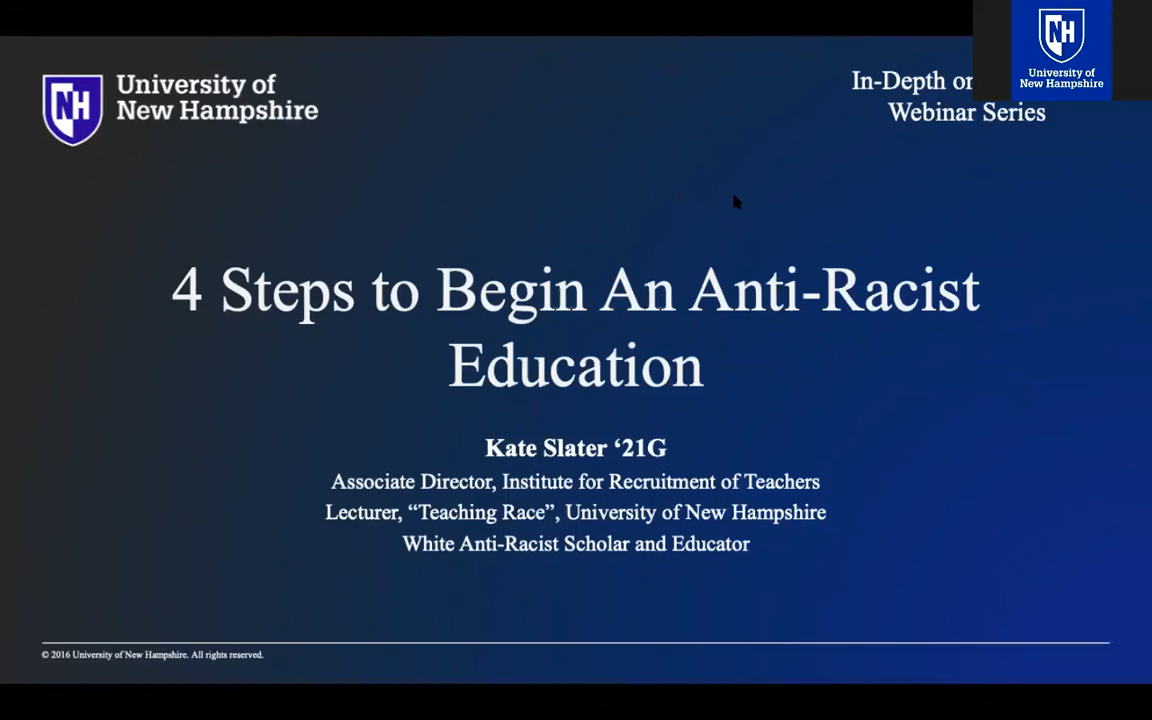 NH
University of
New Hampshire
In-Depth on
Webinar Series
NH
University of
New Hampshire
4 Steps to Begin An Anti-Racist
Education
Kate Slater ‘21G
Associate Director, Institute for Recruitment of Teachers
Lecturer, “Teaching Race”, University of New Hampshire
White Anti-Racist Scholar and Educator
© 2016 University of New Hampshire. All rights reserved.